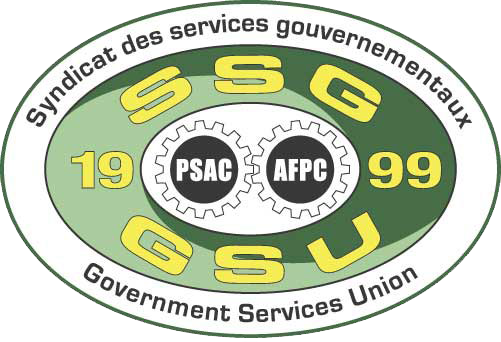 Syndicat des services gouvernementaux
SSG
19 PSAC AFPC 99
GSU
Government Services Union